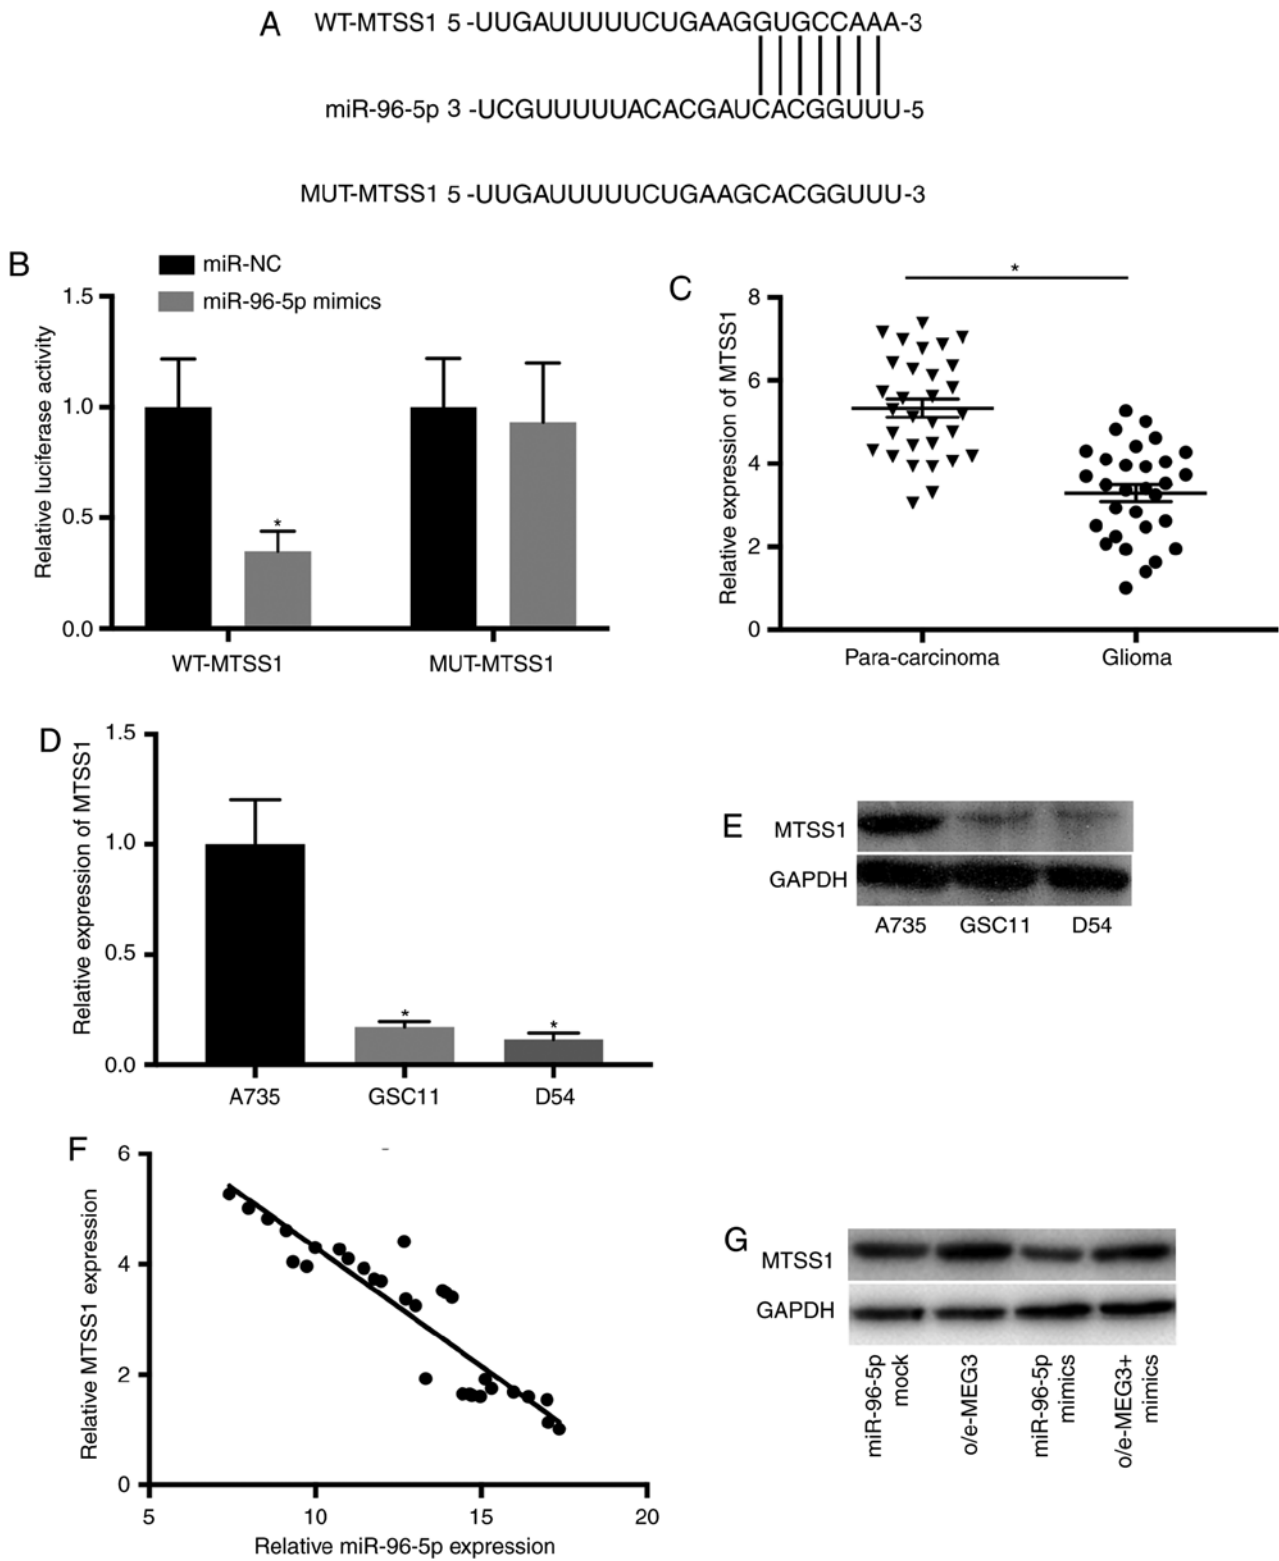 A
WT-MTSS1 5 -UUGAUUUUUCUGAAGGUGCCAAA-3
miR-96-5p 3 -UCGUUUUUACACGAUCACGGUUU-5
MUT-MTSS1 5 -UUGAUUUUUCUGAAGCACGGUUU-3
B
miR-NC
miR-96-5p mimics
Relative luciferase activity
1.5
1.0
0.5
0.0
*
WT-MTSS1
MUT-MTSS1
C
*
Relative expression of MTSS1
8
6
4
2
0
Para-carcinoma
Glioma
D
Relative expression of MTSS1
1.5
1.0
0.5
0.0
*
*
A735
GSC11
D54
E
MTSS1
GAPDH
A735
GSC11
D54
F
Relative MTSS1 expression
6
4
2
0
5
10
15
20
Relative miR-96-5p expression
G
MTSS1
GAPDH
miR-96-5p
mock
o/e-MEG3
miR-96-5p
mimics
o/e-MEG3+
mimics